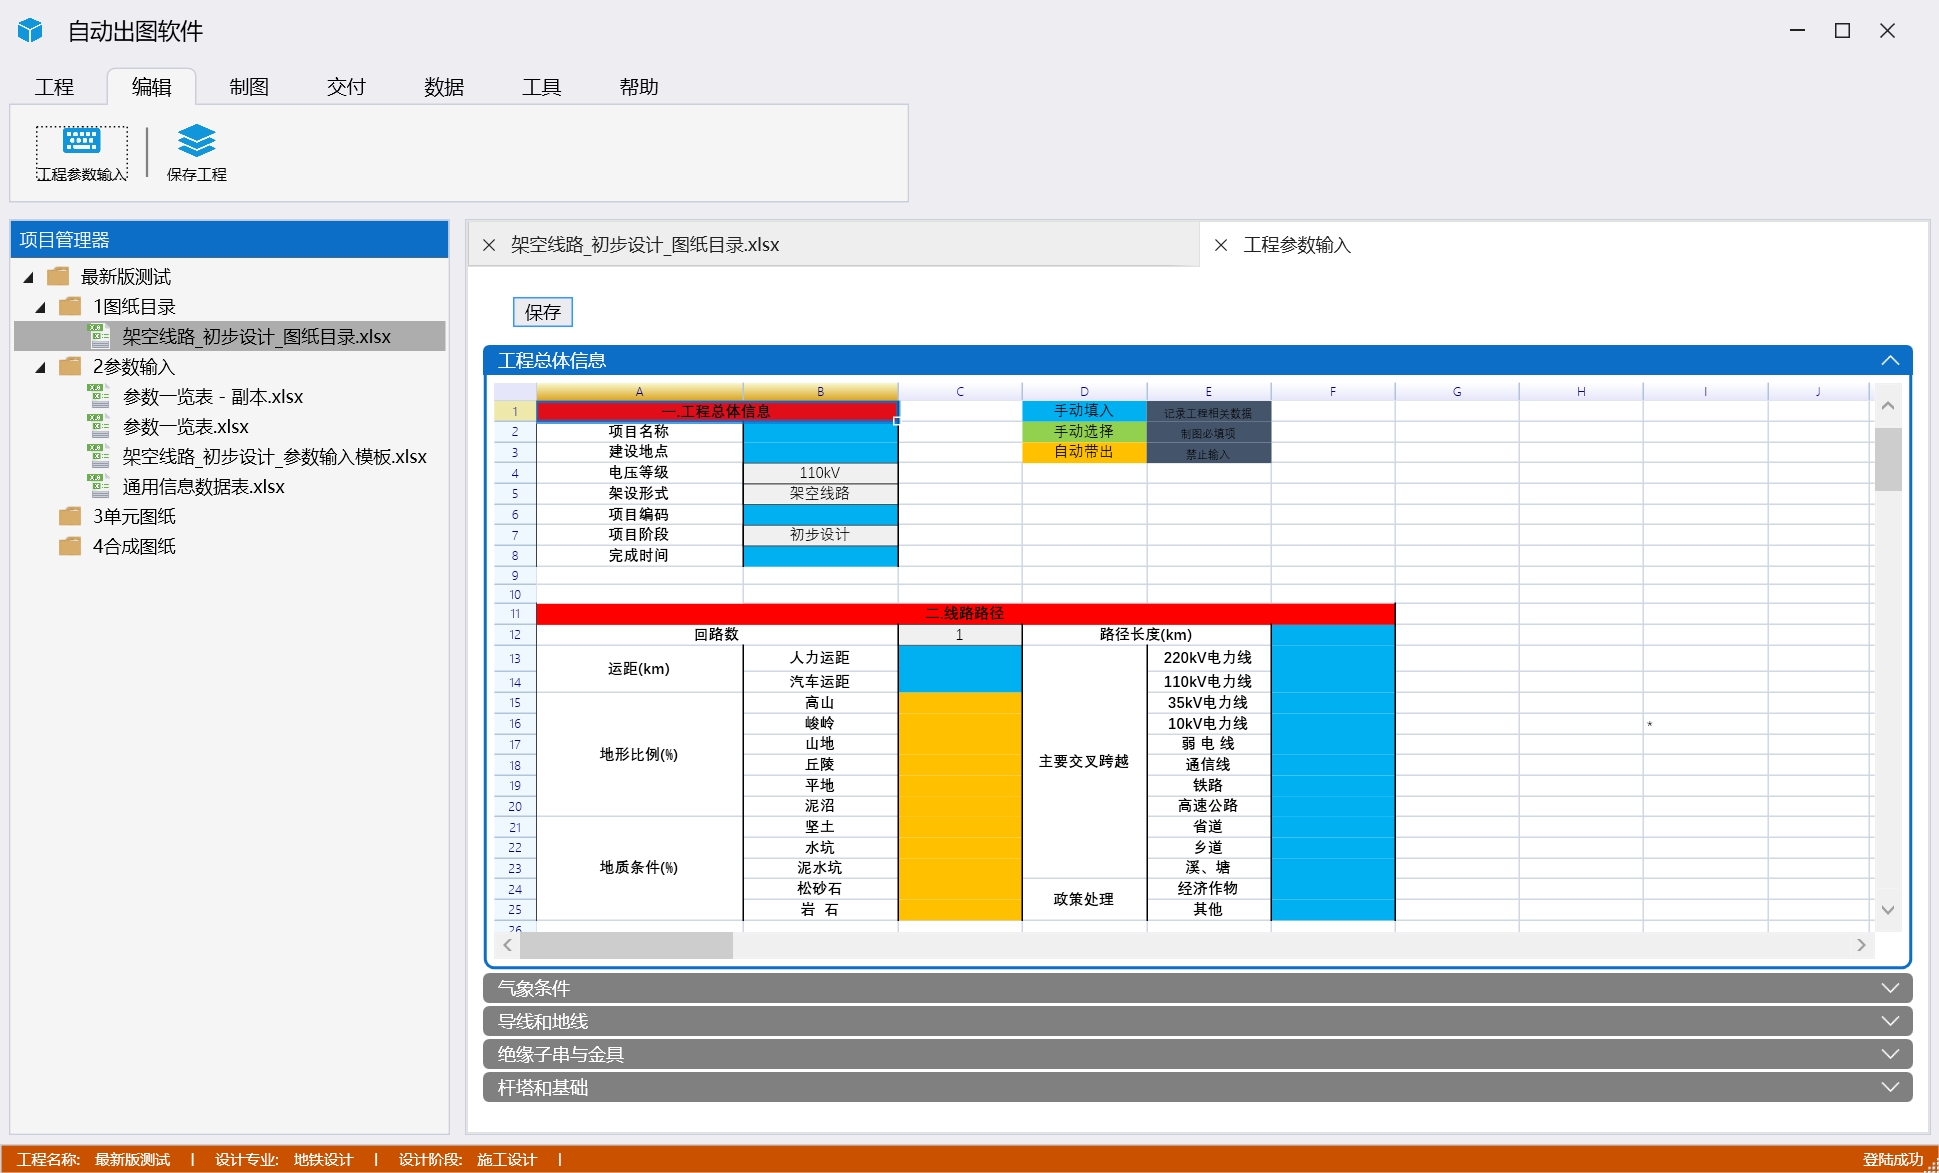 自动出图软件
工程 编辑 制图 交付 数据 工具 帮助
工程参数输入 保存工程
项目管理器
最新版测试
1图纸目录
架空线路_初步设计_图纸目录.xlsx
2参数输入
参数一览表 - 副本.xlsx
参数一览表.xlsx
架空线路_初步设计_参数输入模板.xlsx
通用信息数据表.xlsx
3单元图纸
4合成图纸
架空线路_初步设计_图纸目录.xlsx 工程参数输入
保存
工程总体信息
A B C D E F G H I J
1 一.工程总体信息 手动填入 记录工程相关数据
2 项目名称 手动选择 制图必填项
3 建设地点 自动带出 禁止输入
4 电压等级 110kV
5 架设形式 架空线路
6 项目编码
7 项目阶段 初步设计
8 完成时间
9
10
11 二.线路路径
12 回路数 1 路径长度(km)
13 运距(km) 人力运距 220kV电力线
14 汽车运距 110kV电力线
15 高山 35kV电力线
16 峻岭 10kV电力线 *
17 地形比例(%) 山地 弱 电 线
18 丘陵 主要交叉跨越 通信线
19 平地 铁路
20 泥沼 高速公路
21 坚土 省道
22 水坑 乡道
23 地质条件(%) 泥水坑 溪、塘
24 松砂石 政策处理 经济作物
25 岩 石 其他
26
气象条件
导线和地线
绝缘子串与金具
杆塔和基础
工程名称: 最新版测试 | 设计专业: 地铁设计 | 设计阶段: 施工设计 | 登陆成功